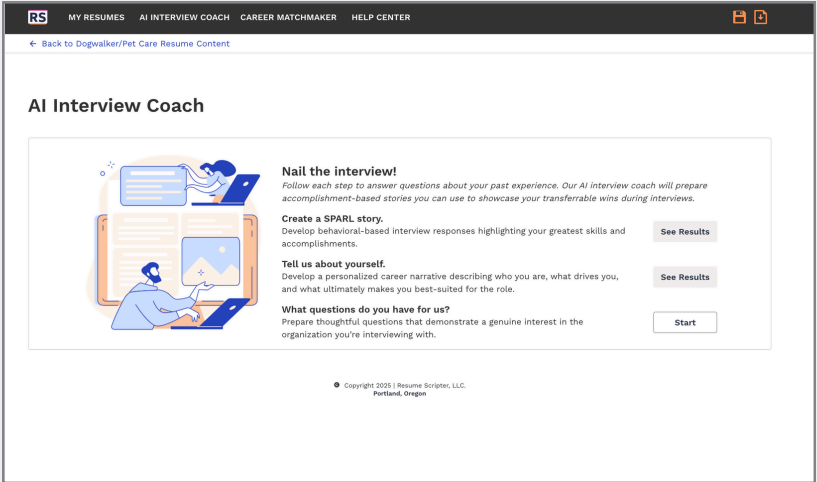 RS
MY RESUMES AI INTERVIEW COACH CAREER MATCHMAKER HELP CENTER
← Back to Dogwalker/Pet Care Resume Content
AI Interview Coach
Nail the interview!
Follow each step to answer questions about your past experience. Our AI interview coach will prepare
accomplishment-based stories you can use to showcase your transferrable wins during interviews.
Create a SPARL story.
Develop behavioral-based interview responses highlighting your greatest skills and
accomplishments.
See Results
Tell us about yourself.
Develop a personalized career narrative describing who you are, what drives you,
and what ultimately makes you best-suited for the role.
See Results
What questions do you have for us?
Prepare thoughtful questions that demonstrate a genuine interest in the
organization you're interviewing with.
Start
Copyright 2025 | Resume Scripter, LLC.
Portland, Oregon